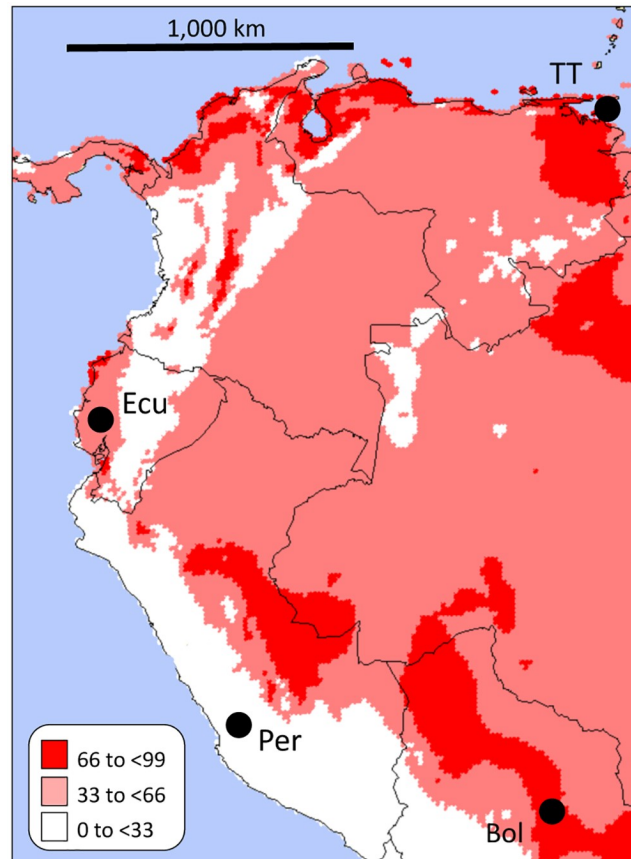 1,000 km
TT
Ecu
Per
Bol
66 to <99
33 to <66
0 to <33